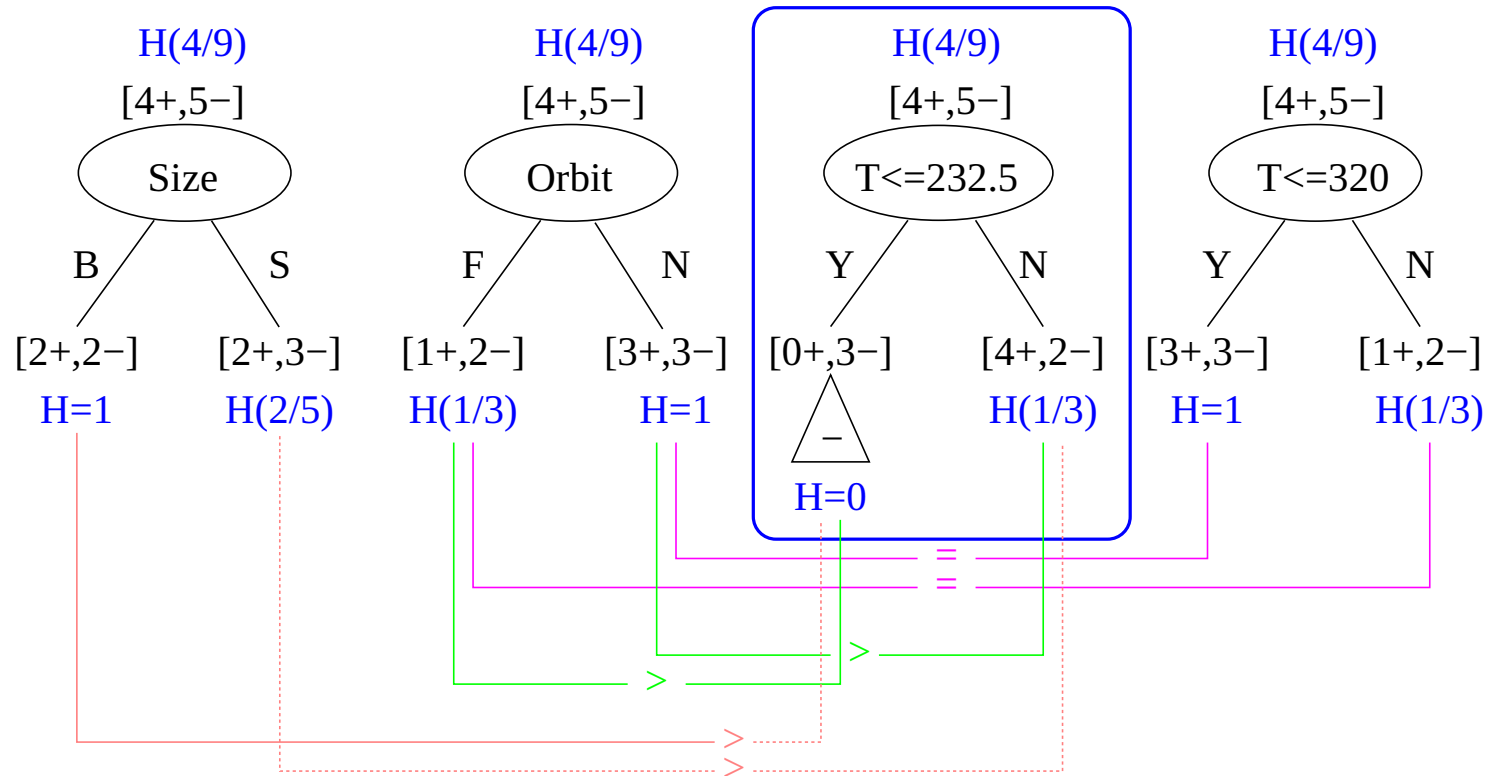 H(4/9) H(4/9) H(4/9) H(4/9)
[4+,5−] [4+,5−] [4+,5−] [4+,5−]
Size Orbit T<=232.5 T<=320
B S F N Y N Y N
[2+,2−] [2+,3−] [1+,2−] [3+,3−] [0+,3−] [4+,2−] [3+,3−] [1+,2−]
H=1 H(2/5) H(1/3) H=1 H(1/3) H=1 H(1/3)
−
H=0
=
=
>
>
>
>